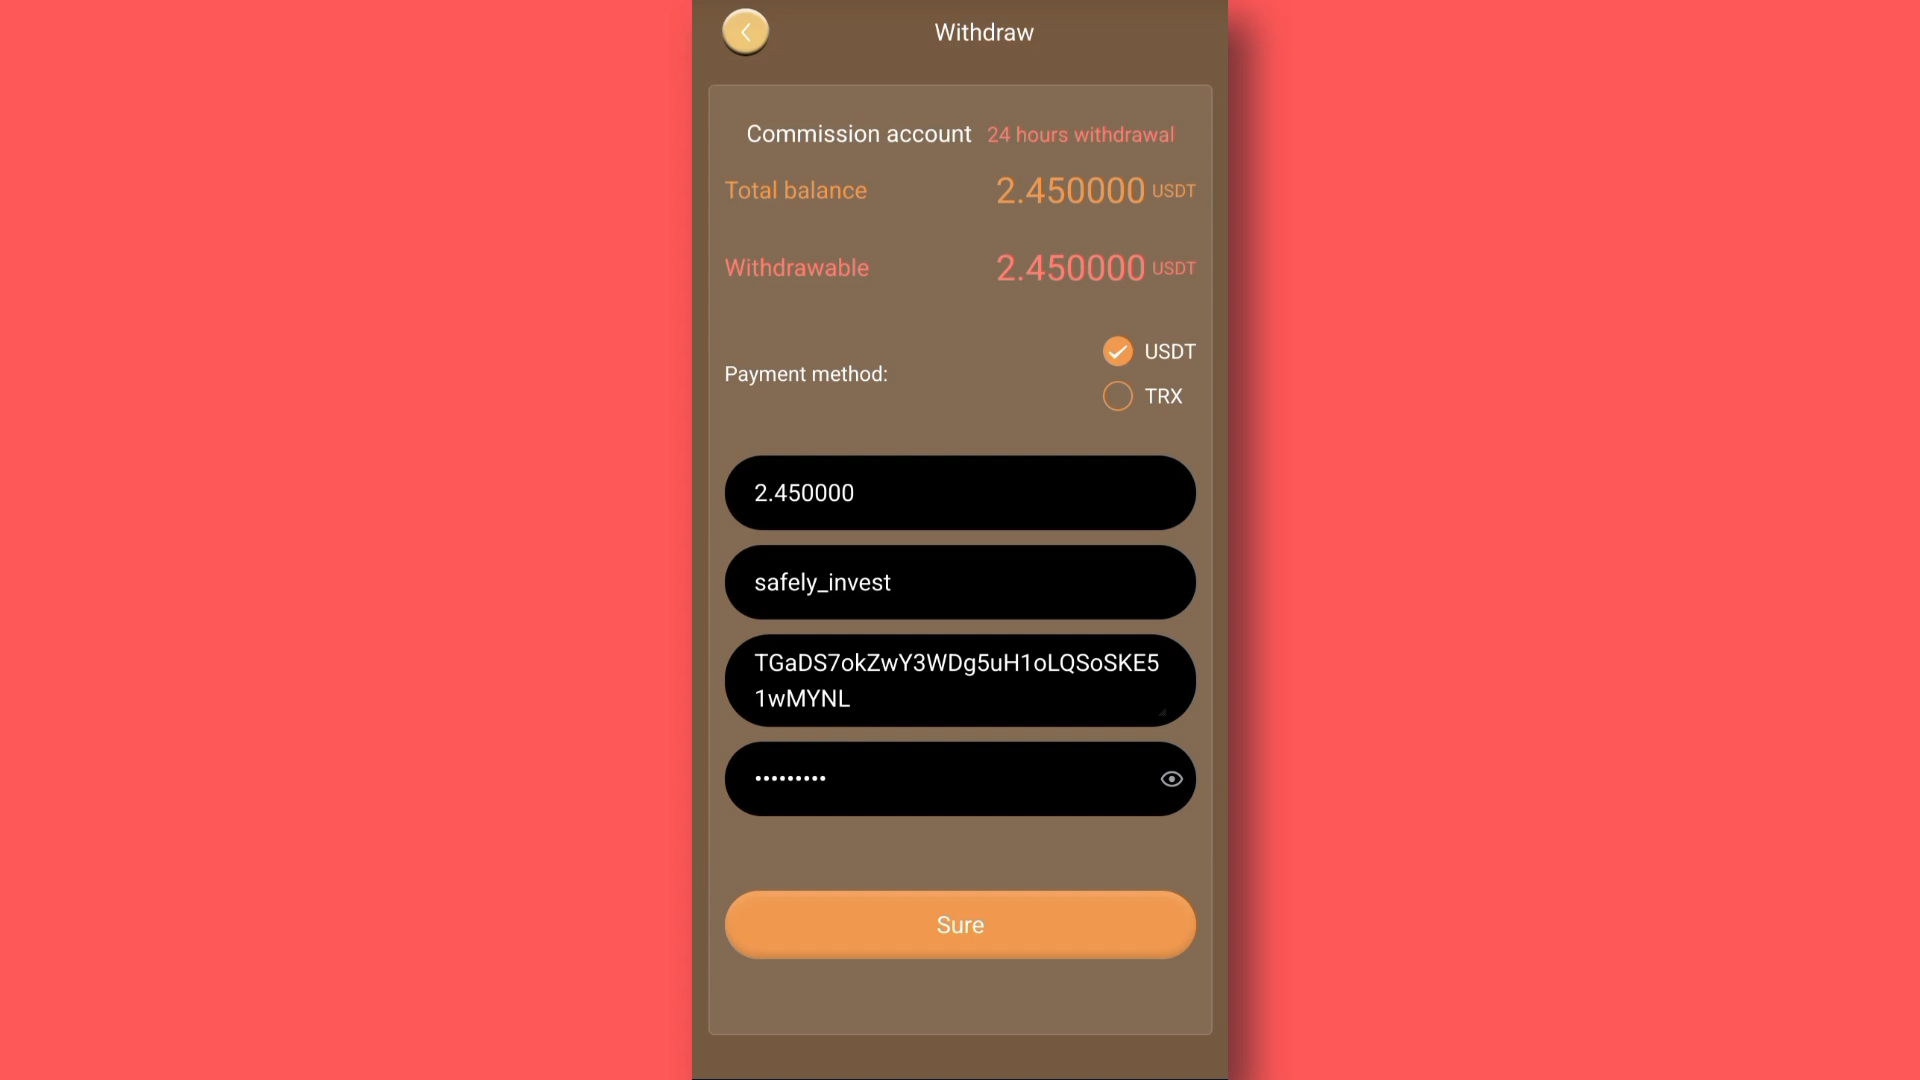 Withdraw
Commission account 24 hours withdrawal
Total balance 2.450000 USDT
Withdrawable 2.450000 USDT
USDT
Payment method:
TRX
2.450000
safely_invest
TGaDS7okZwY3WDg5uH1oLQSoSKE5
1wMYNL
•••••••••
Sure